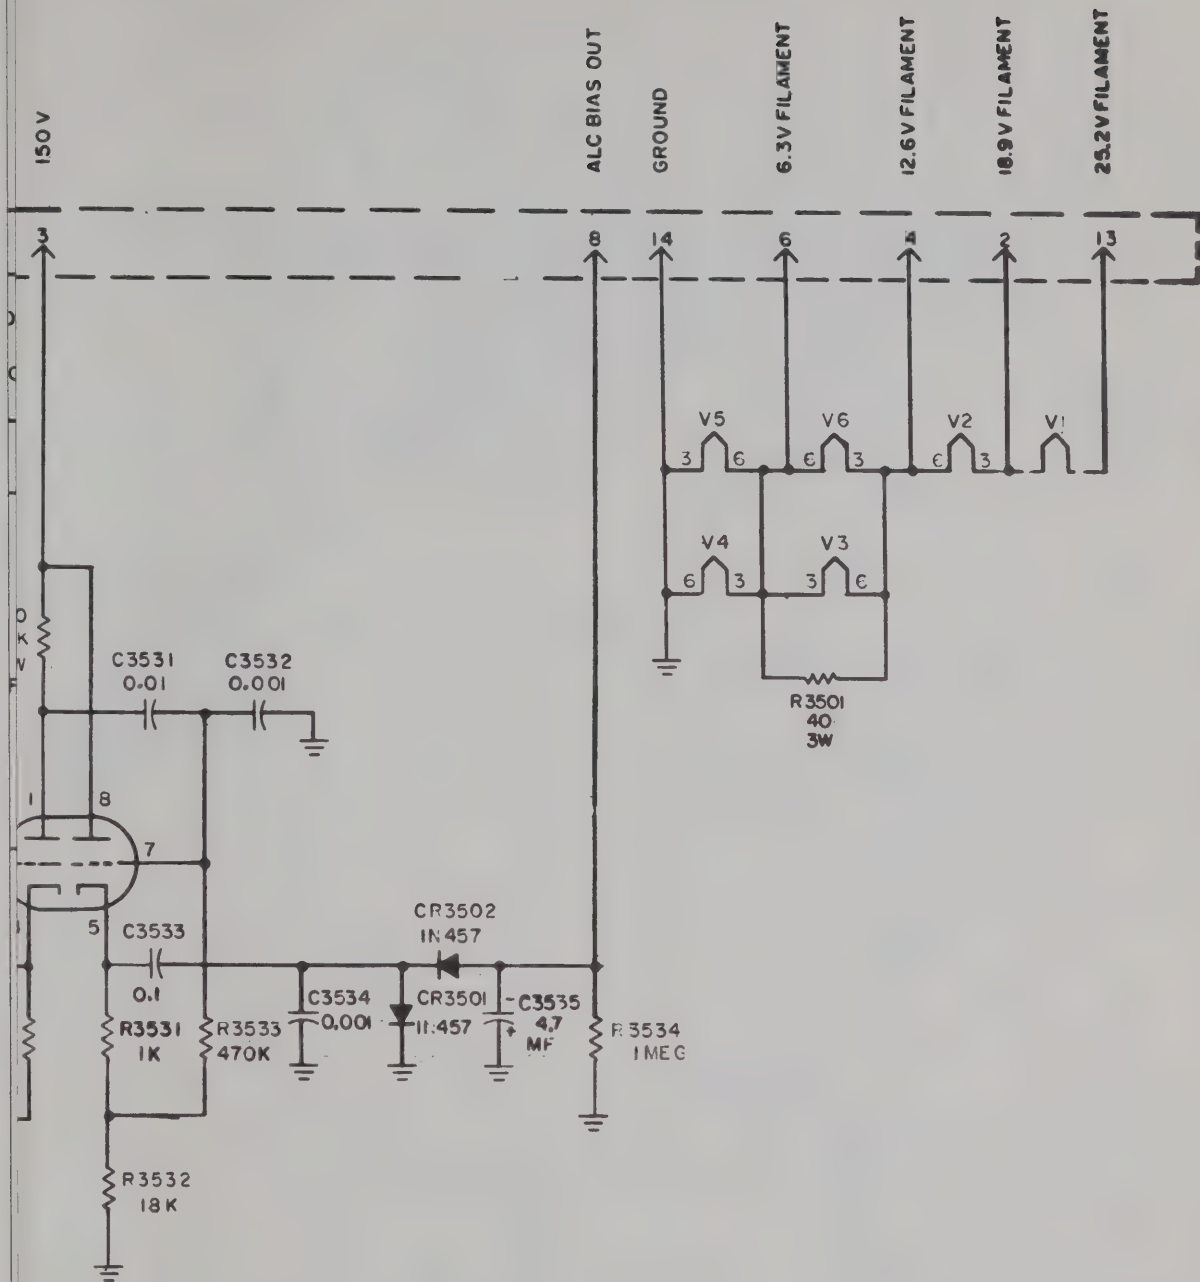 150V
ALC BIAS OUT
GROUND
6.3V FILAMENT
12.6V FILAMENT
18.9V FILAMENT
25.2V FILAMENT
3
8
14
6
4
2
13
V5
V6
V2
V1
3
6
6
3
6
3
V4
V3
6
3
3
6
R3501
40
3W
C3531
0.01
C3532
0.001
1
8
7
5
C3533
0.1
CR3502
1N457
C3534
0.001
CR3501
1N457
-
C3535
4.7
+
MF
R3531
1K
R3533
470K
R3534
1MEG
R3532
18K